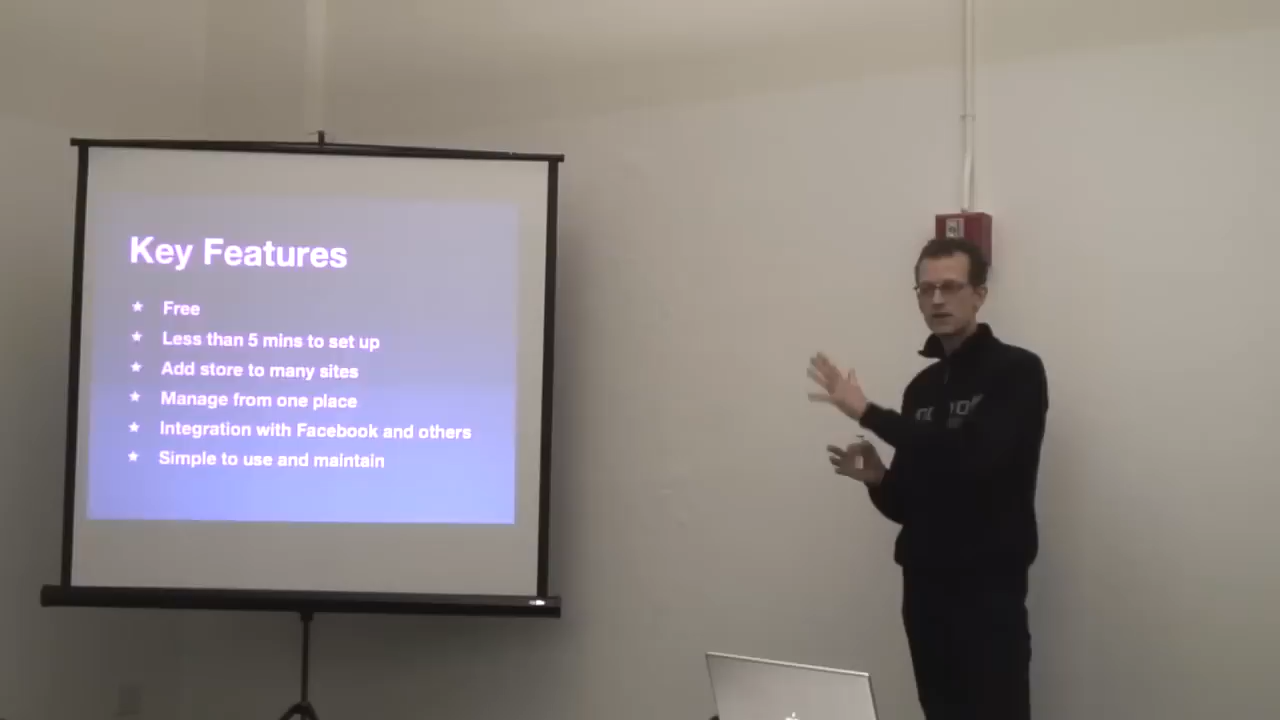 Key Features
Free
Less than 5 mins to set up
Add store to many sites
Manage from one place
Integration with Facebook and others
Simple to use and maintain